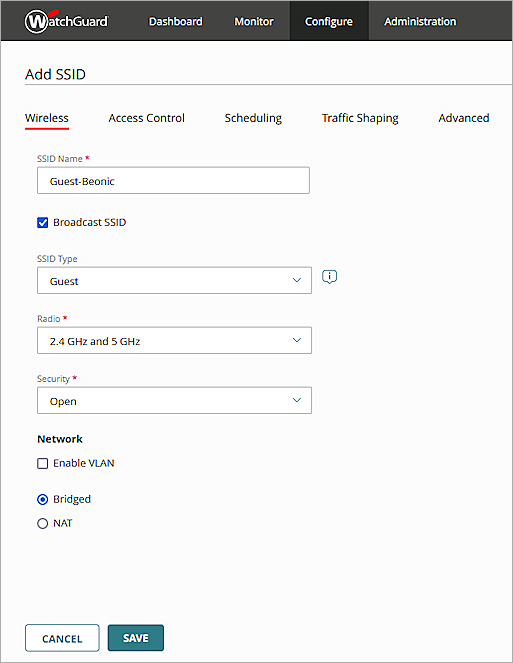 WatchGuard Dashboard Monitor Configure Administration
Add SSID
Wireless Access Control Scheduling Traffic Shaping Advanced
SSID Name *
Guest-Beonic
Broadcast SSID
SSID Type
Guest
Radio *
2.4 GHz and 5 GHz
Security *
Open
Network
Enable VLAN
Bridged
NAT
CANCEL SAVE